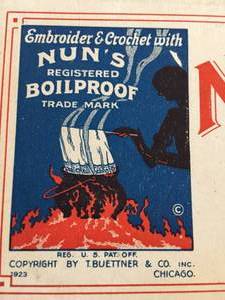 Embroider & Crochet with
NUN'S
REGISTERED
BOILPROOF
TRADE MARK
©
REG. U. S. PAT. OFF.
COPYRIGHT BY T. BUETTNER & CO. INC.
1923 CHICAGO.
N